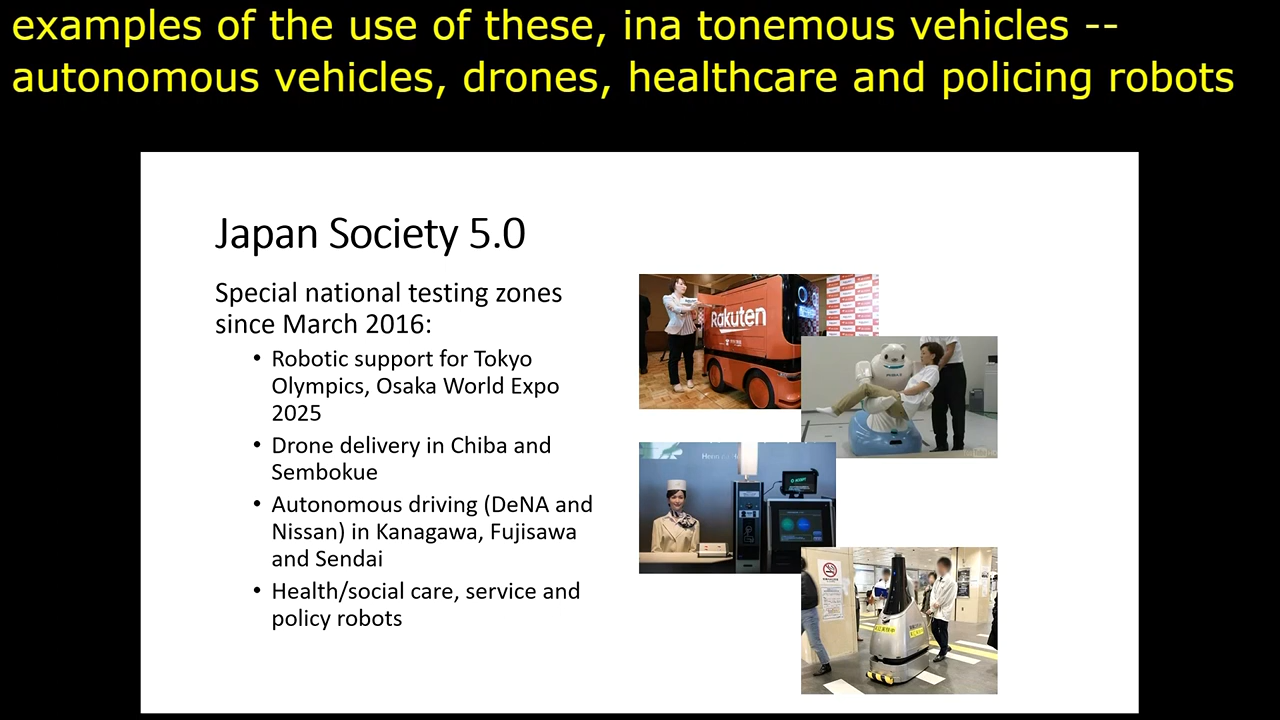 examples of the use of these, ina tonemous vehicles --
autonomous vehicles, drones, healthcare and policing robots
Japan Society 5.0
Special national testing zones
since March 2016:
• Robotic support for Tokyo
Olympics, Osaka World Expo
2025
• Drone delivery in Chiba and
Sembokue
• Autonomous driving (DeNA and
Nissan) in Kanagawa, Fujisawa
and Sendai
• Health/social care, service and
policy robots
Rakuten